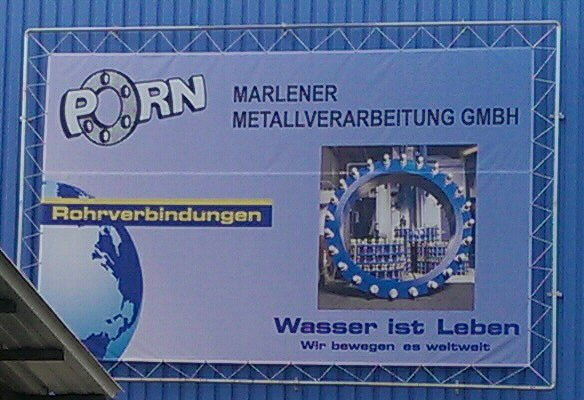 PORN
MARLENER
METALLVERARBEITUNG GMBH
Rohrverbindungen
Wasser ist Leben
Wir bewegen es weltweit